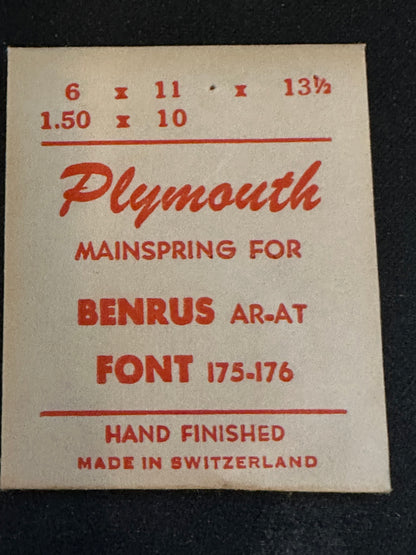 6 x 11 x 13½
1.50 x 10
Plymouth
MAINSPRING FOR
BENRUS AR-AT
FONT 175-176
HAND FINISHED
MADE IN SWITZERLAND